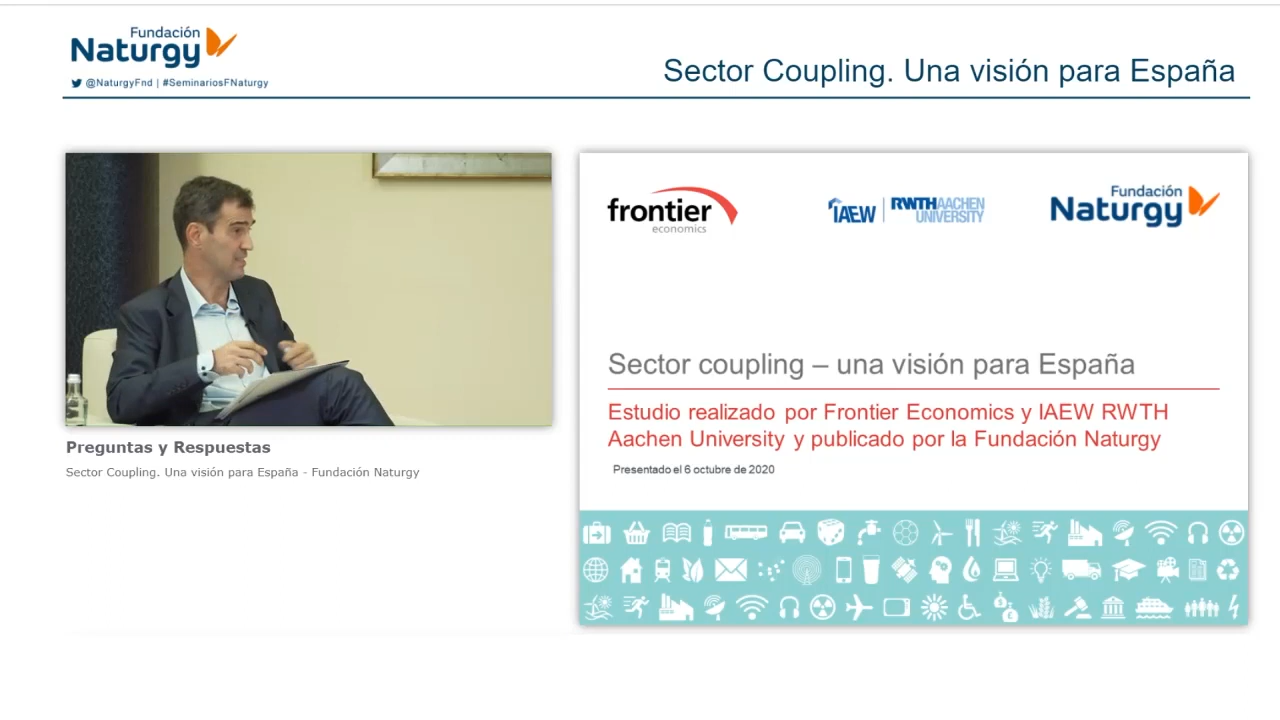 Fundación
Naturgy
@NaturgyFnd | #SeminariosFNaturgy
Sector Coupling. Una visión para España
frontier
economics
IAEW | RWTH AACHEN
UNIVERSITY
Fundación
Naturgy
Sector coupling – una visión para España
Estudio realizado por Frontier Economics y IAEW RWTH
Aachen University y publicado por la Fundación Naturgy
Presentado el 6 octubre de 2020
Preguntas y Respuestas
Sector Coupling. Una visión para España - Fundación Naturgy